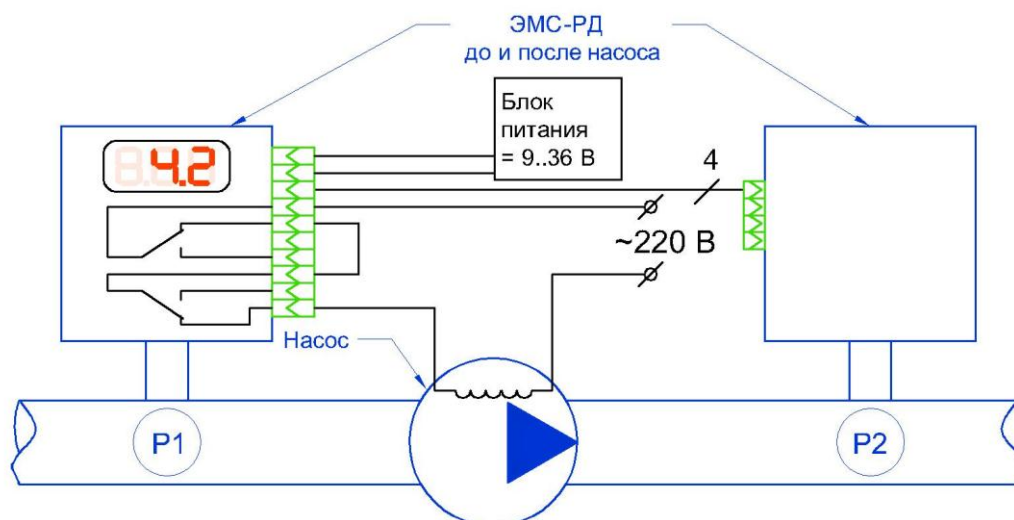 ЭМС-РД
до и после насоса
Блок
питания
= 9..36 В
4.2
4
~220 В
Насос
P1
P2